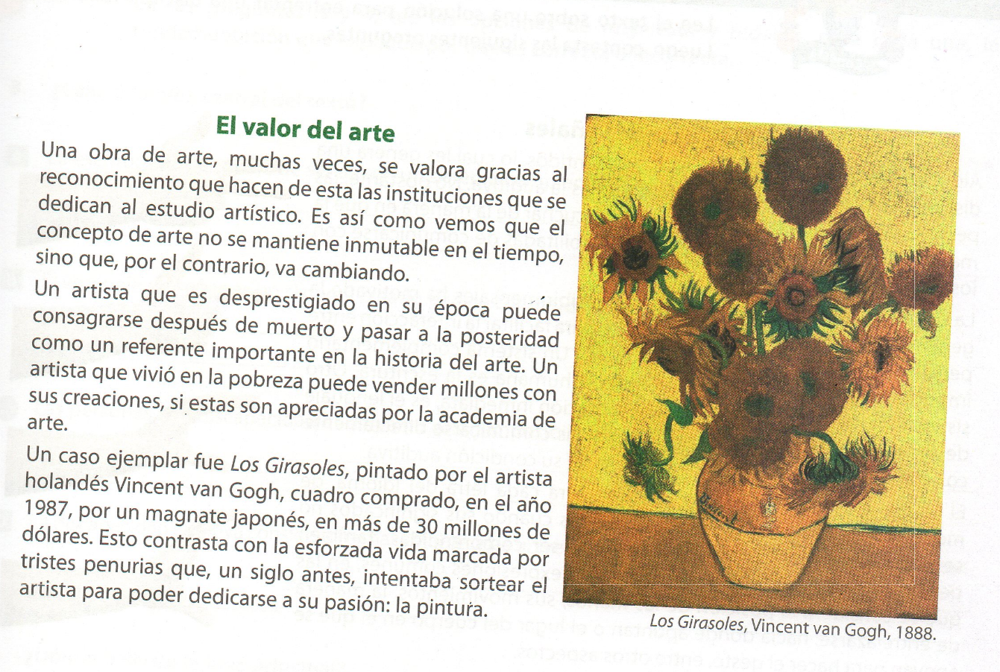 El valor del arte
Una obra de arte, muchas veces, se valora gracias al
reconocimiento que hacen de esta las instituciones que se
dedican al estudio artístico. Es así como vemos que el
concepto de arte no se mantiene inmutable en el tiempo,
sino que, por el contrario, va cambiando.
Un artista que es desprestigiado en su época puede
consagrarse después de muerto y pasar a la posteridad
como un referente importante en la historia del arte. Un
artista que vivió en la pobreza puede vender millones con
sus creaciones, si estas son apreciadas por la academia de
arte.
Un caso ejemplar fue Los Girasoles, pintado por el artista
holandés Vincent van Gogh, cuadro comprado, en el año
1987, por un magnate japonés, en más de 30 millones de
dólares. Esto contrasta con la esforzada vida marcada por
tristes penurias que, un siglo antes, intentaba sortear el
artista para poder dedicarse a su pasión: la pintura.
Vincent
Los Girasoles, Vincent van Gogh, 1888.